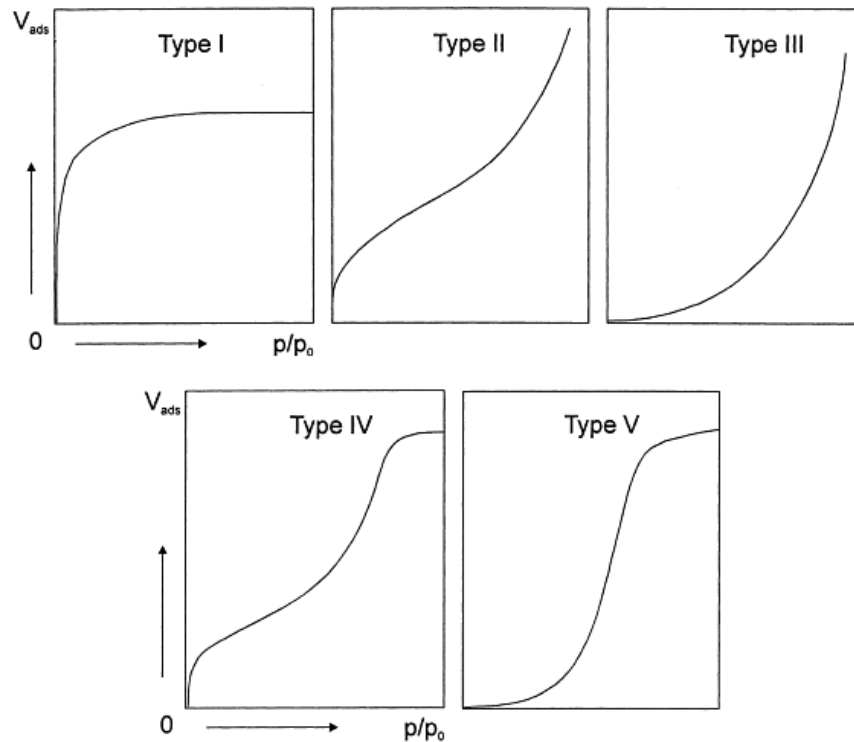 V_ads Type I Type II Type III
0 p/p₀
V_ads Type IV Type V
0 p/p₀